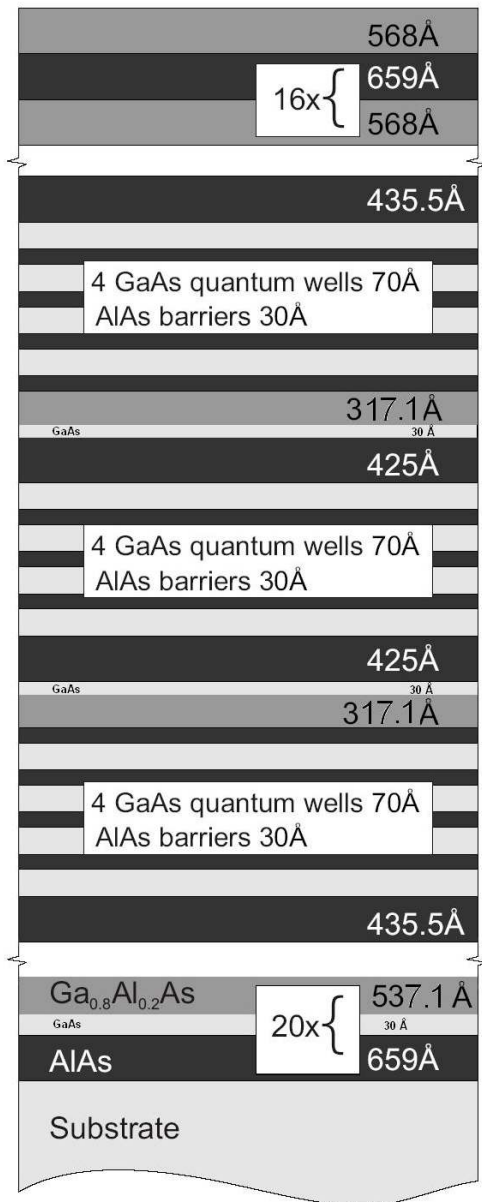 568Å
16x{ 659Å
568Å
435.5Å
4 GaAs quantum wells 70Å
AlAs barriers 30Å
317.1Å
GaAs 30 Å
425Å
4 GaAs quantum wells 70Å
AlAs barriers 30Å
425Å
GaAs 30 Å
317.1Å
4 GaAs quantum wells 70Å
AlAs barriers 30Å
435.5Å
Ga0.8Al0.2As 537.1 Å
GaAs 20x{ 30 Å
AlAs 659Å
Substrate